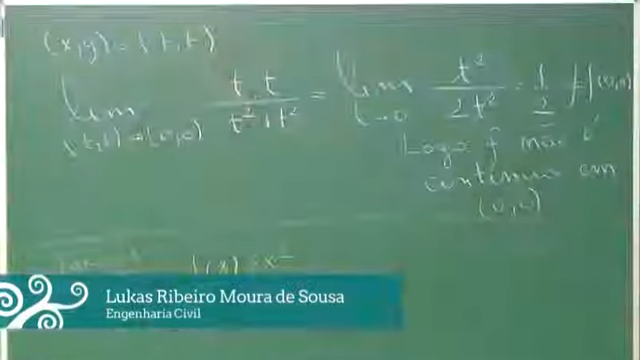 (x,y) = (t,t)
lim t.t / t²+t² = lim t² / 2t² = 1/2 ≠ f(0,0)
(t,t)→(0,0) t→0
Logo f não é
contínua em
(0,0)
f(x) = x²
Lukas Ribeiro Moura de Sousa
Engenharia Civil